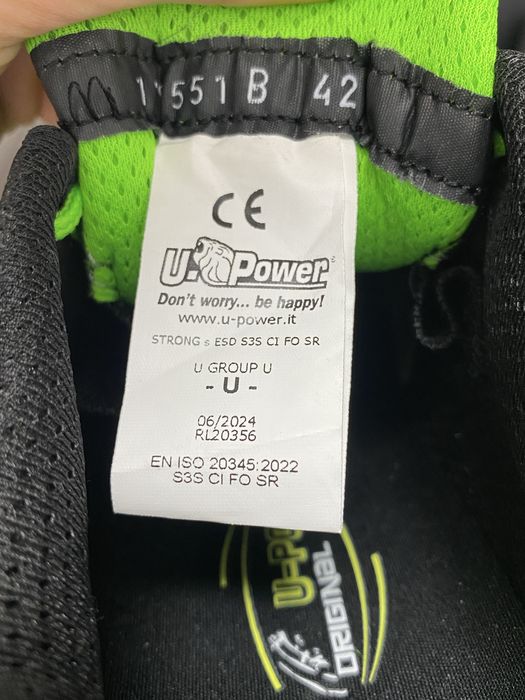 551 B 42
CE
U-Power
Don't worry... be happy!
www.u-power.it
STRONG s ESD S3S CI FO SR
U GROUP U
- U -
06/2024
RL20356
EN ISO 20345:2022
S3S CI FO SR
ORIGINAL